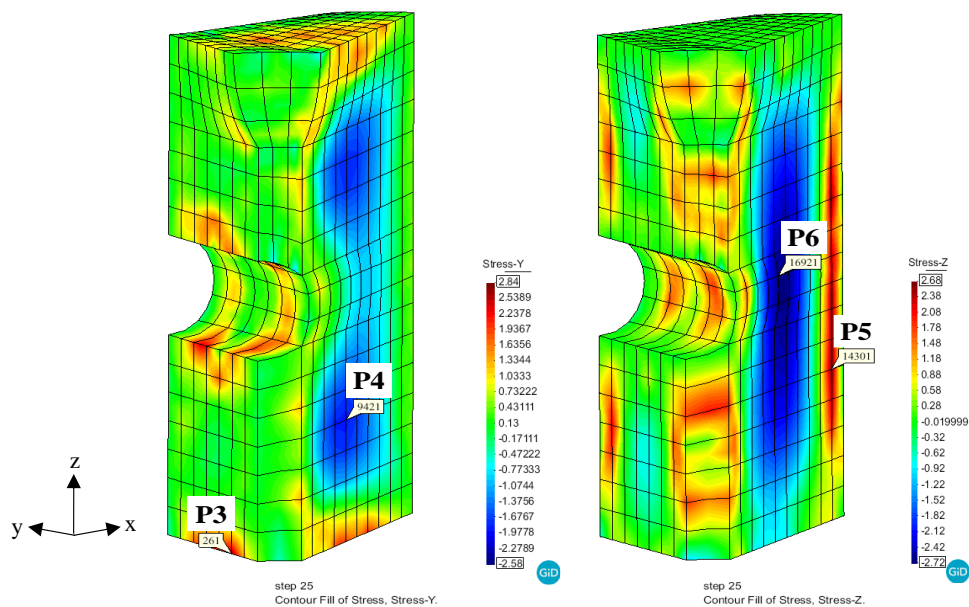 P4
9421
P3
261
z
y
x
Stress-Y
2.84
2.5389
2.2378
1.9367
1.6356
1.3344
1.0333
0.73222
0.43111
0.13
-0.17111
-0.47222
-0.77333
-1.0744
-1.3756
-1.6767
-1.9778
-2.2789
-2.58
GiD
step 25
Contour Fill of Stress, Stress-Y.
P6
16921
P5
14301
Stress-Z
2.68
2.38
2.08
1.78
1.48
1.18
0.88
0.58
0.28
-0.019999
-0.32
-0.62
-0.92
-1.22
-1.52
-1.82
-2.12
-2.42
-2.72
GiD
step 25
Contour Fill of Stress, Stress-Z.